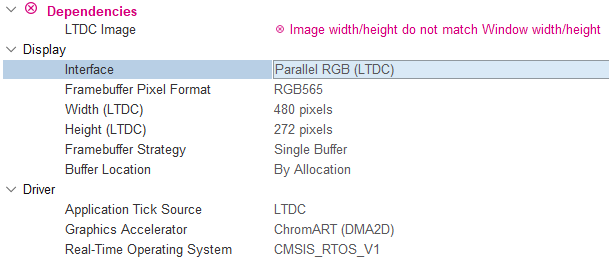 Dependencies
LTDC Image Image width/height do not match Window width/height
Display
Interface Parallel RGB (LTDC)
Framebuffer Pixel Format RGB565
Width (LTDC) 480 pixels
Height (LTDC) 272 pixels
Framebuffer Strategy Single Buffer
Buffer Location By Allocation
Driver
Application Tick Source LTDC
Graphics Accelerator ChromART (DMA2D)
Real-Time Operating System CMSIS_RTOS_V1